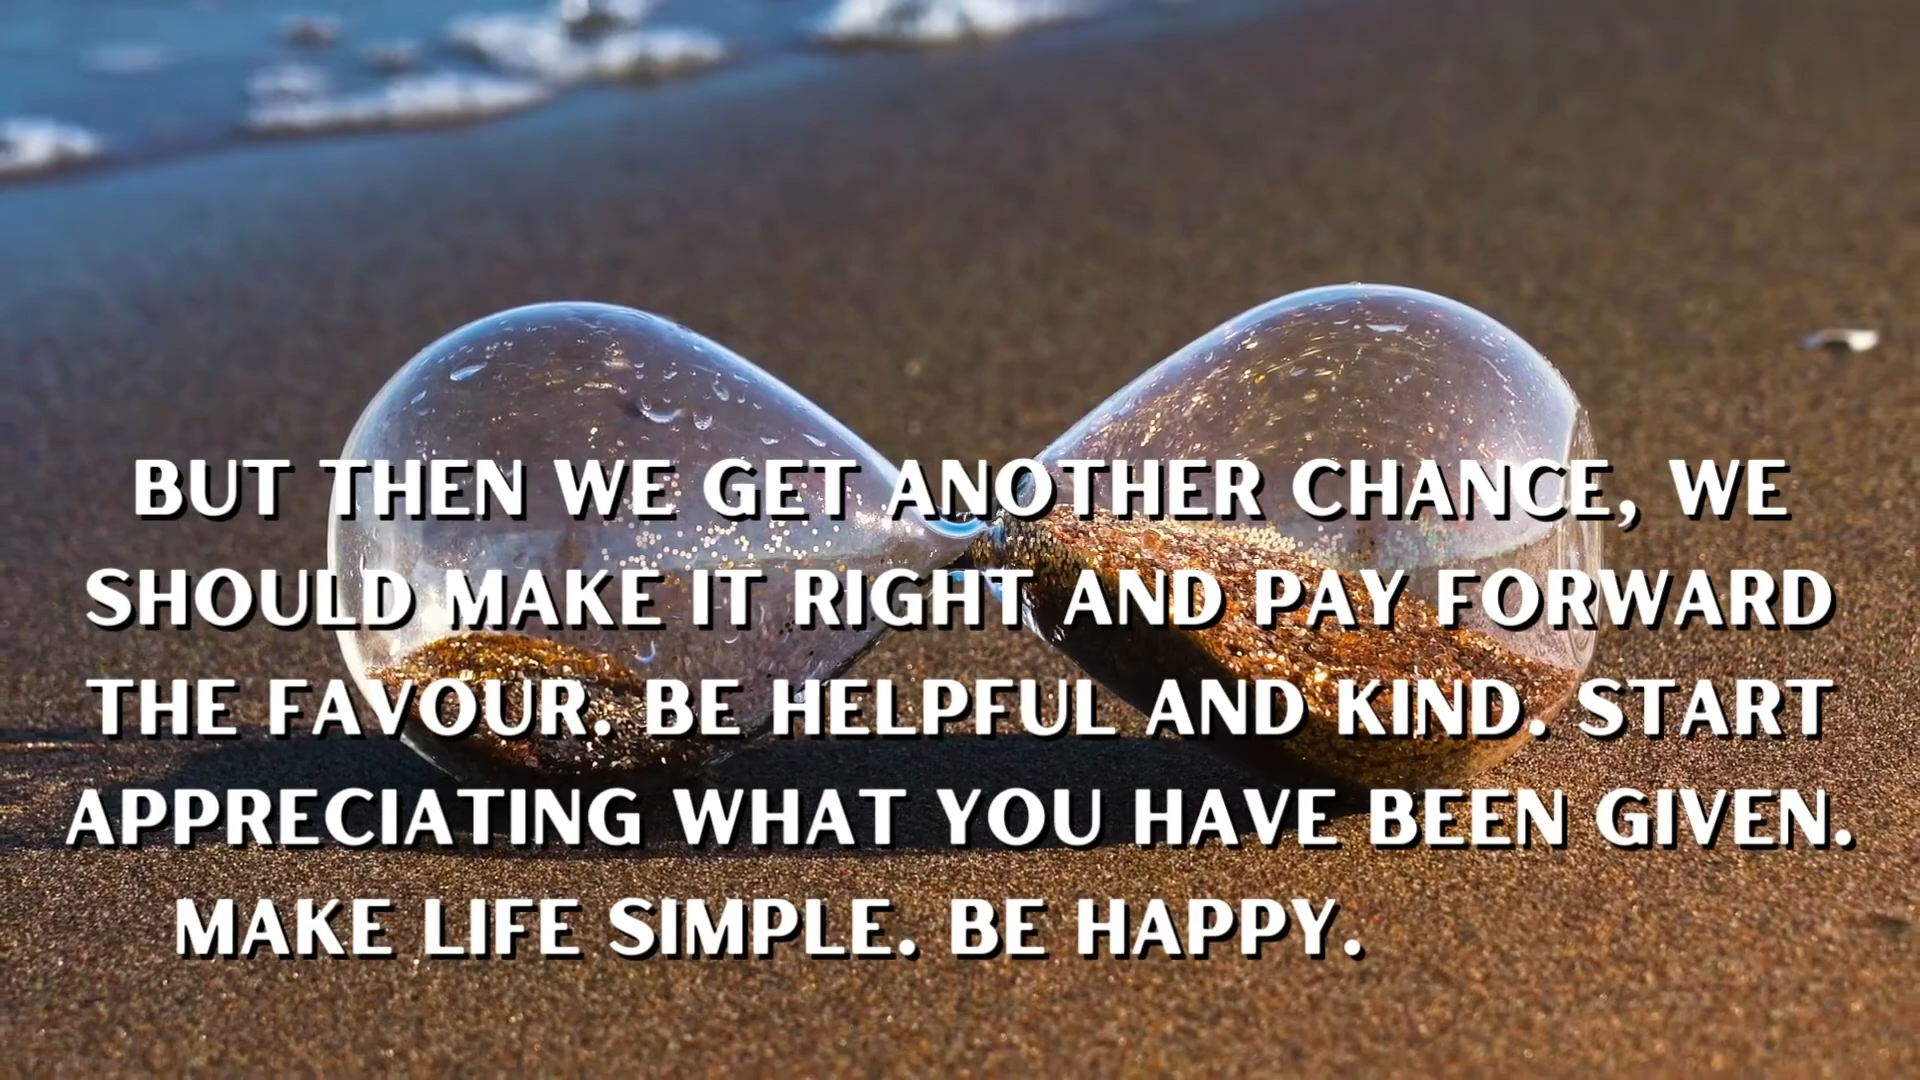 BUT THEN WE GET ANOTHER CHANCE, WE
SHOULD MAKE IT RIGHT AND PAY FORWARD
THE FAVOUR. BE HELPFUL AND KIND. START
APPRECIATING WHAT YOU HAVE BEEN GIVEN.
MAKE LIFE SIMPLE. BE HAPPY.